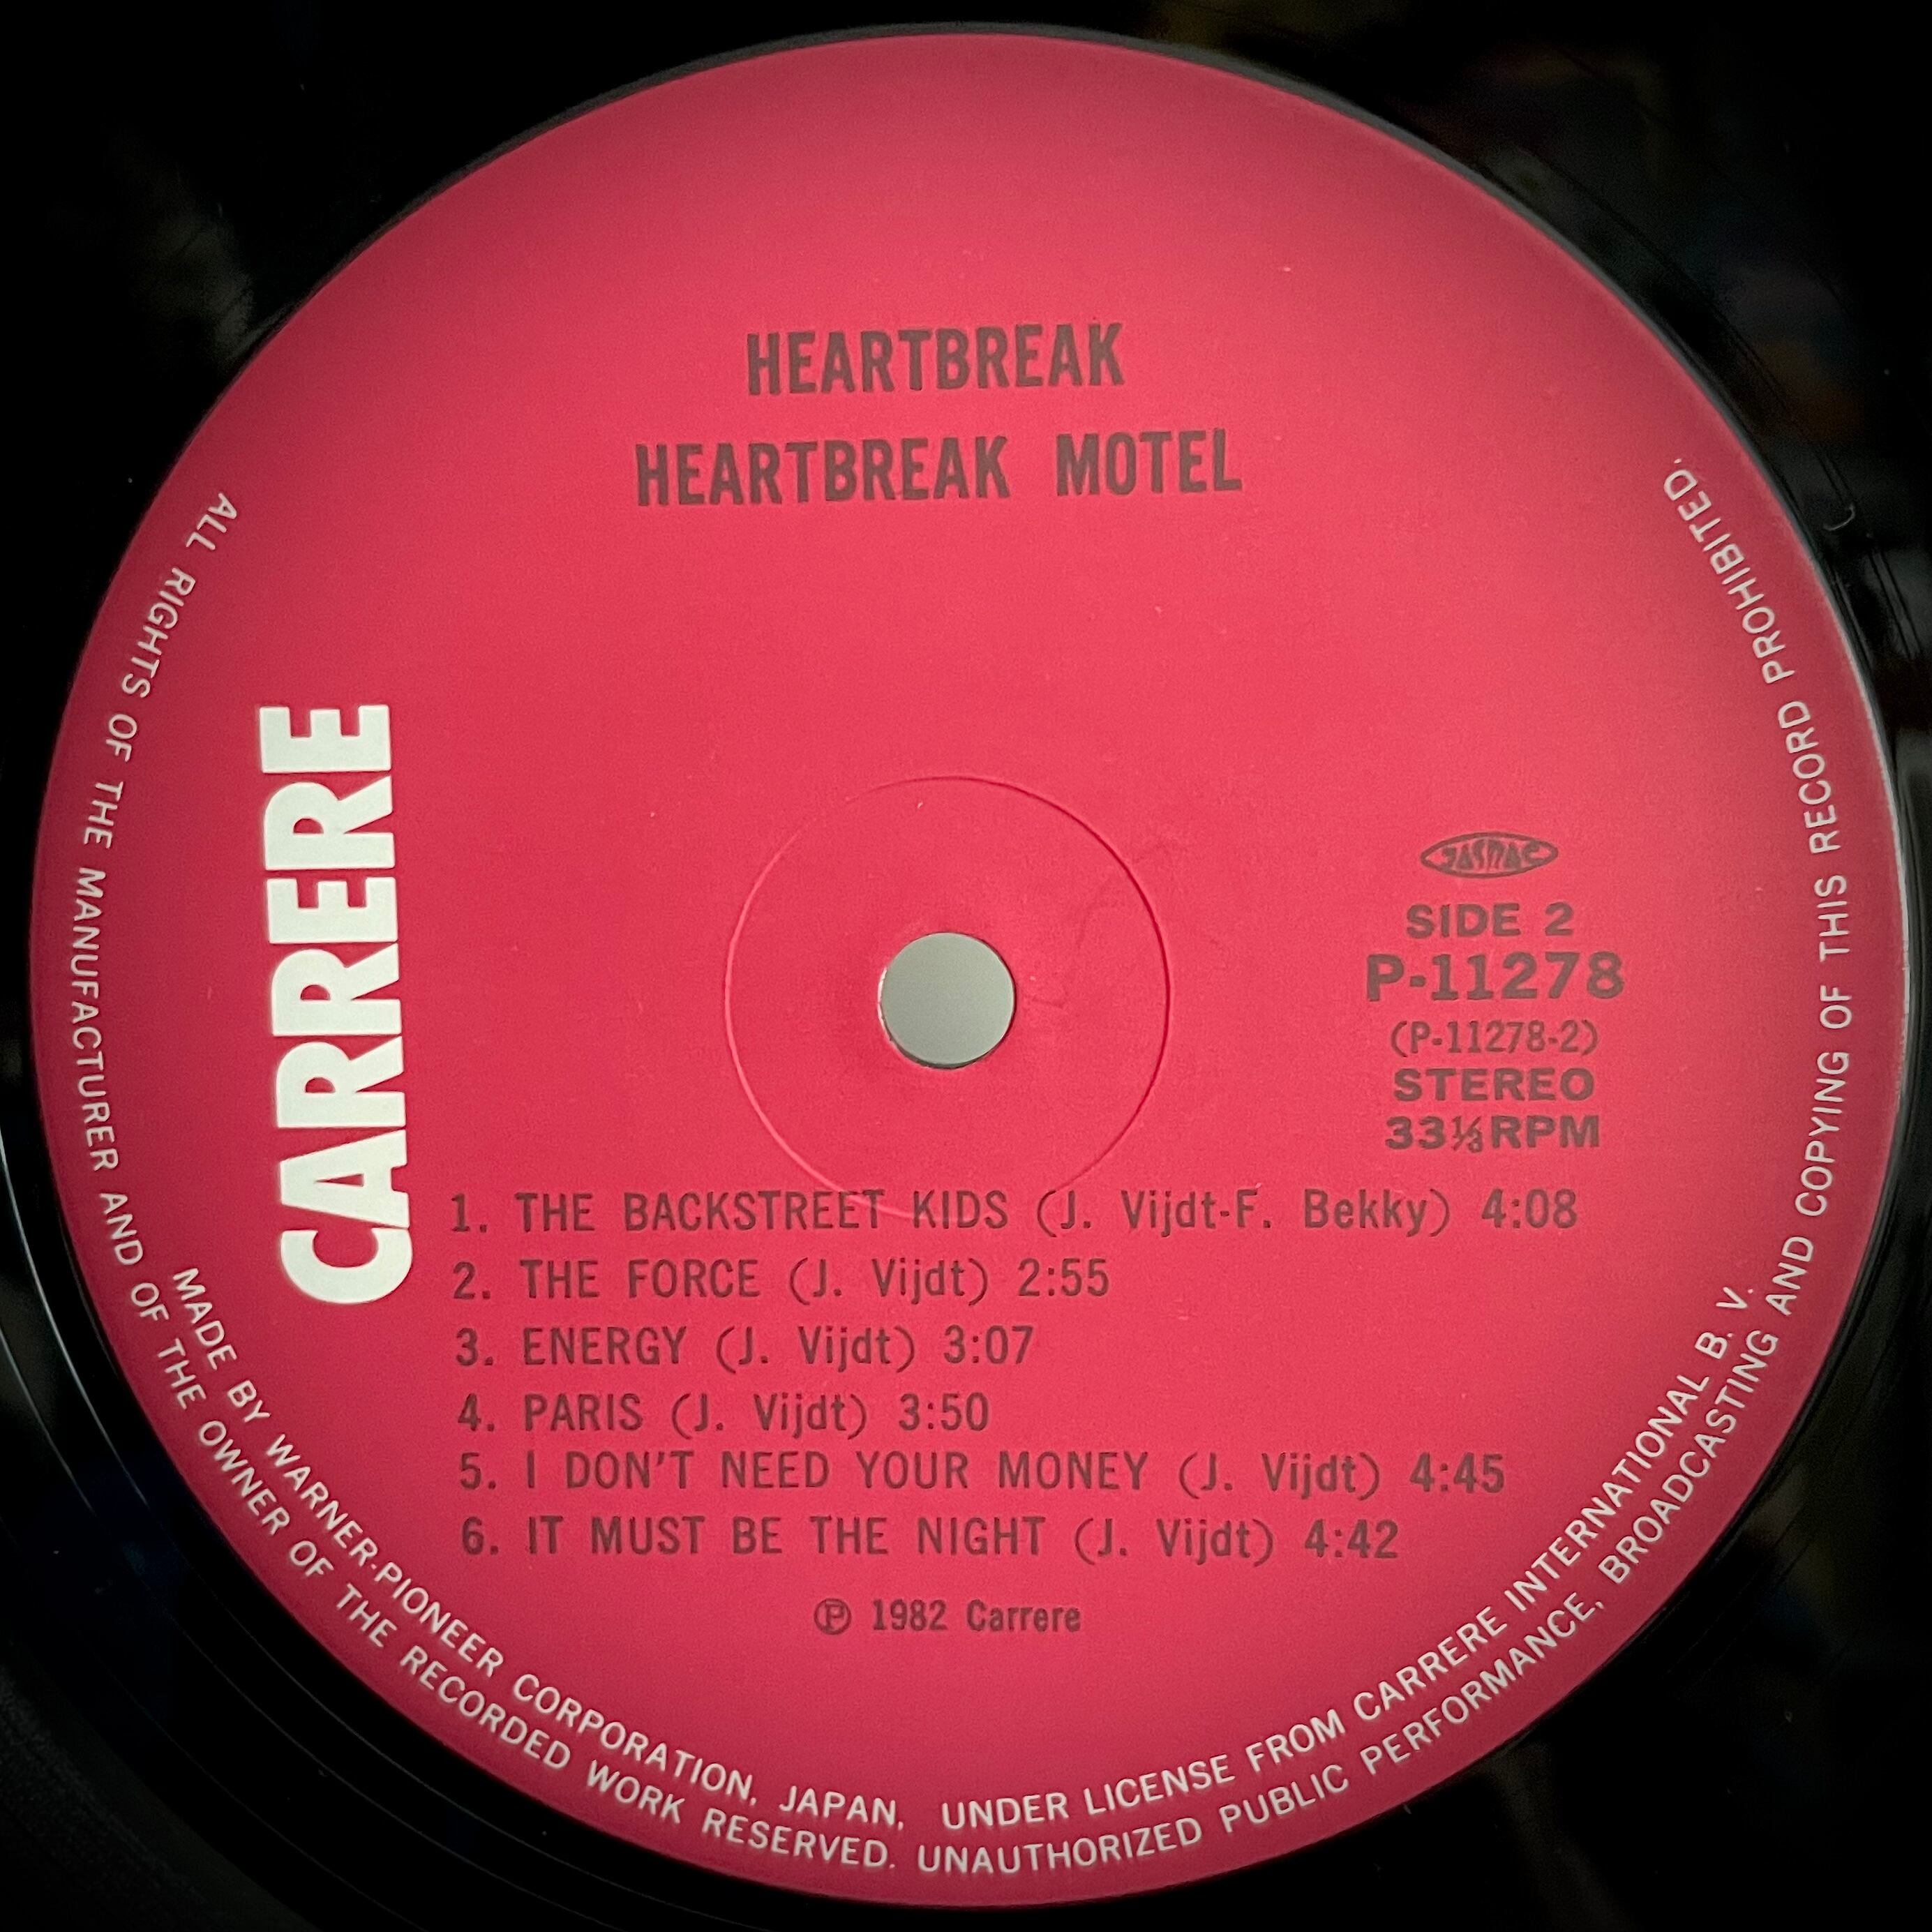 HEARTBREAK
HEARTBREAK MOTEL
CARRERE
JASRAC
SIDE 2
P-11278
(P-11278-2)
STEREO
33⅓RPM
1. THE BACKSTREET KIDS (J. Vijdt-F. Bekky) 4:08
2. THE FORCE (J. Vijdt) 2:55
3. ENERGY (J. Vijdt) 3:07
4. PARIS (J. Vijdt) 3:50
5. I DON'T NEED YOUR MONEY (J. Vijdt) 4:45
6. IT MUST BE THE NIGHT (J. Vijdt) 4:42
℗ 1982 Carrere
MADE BY WARNER-PIONEER CORPORATION, JAPAN, UNDER LICENSE FROM CARRERE INTERNATIONAL B. V.
ALL RIGHTS OF THE MANUFACTURER AND OF THE OWNER OF THE RECORDED WORK RESERVED. UNAUTHORIZED PUBLIC PERFORMANCE, BROADCASTING AND COPYING OF THIS RECORD PROHIBITED.